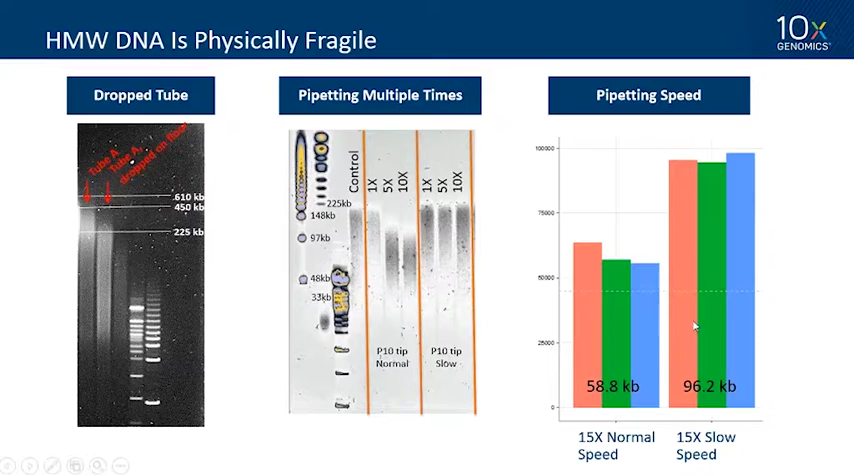 HMW DNA Is Physically Fragile
10x
GENOMICS
Dropped Tube
Tube A
Tube A,
dropped on floor
610 kb
450 kb
225 kb
Pipetting Multiple Times
Control
1X
5X
10X
1X
5X
10X
225kb
148kb
97kb
48kb
33kb
P10 tip
Normal
P10 tip
Slow
Pipetting Speed
100000
75000
50000
25000
0
58.8 kb
96.2 kb
15X Normal
Speed
15X Slow
Speed